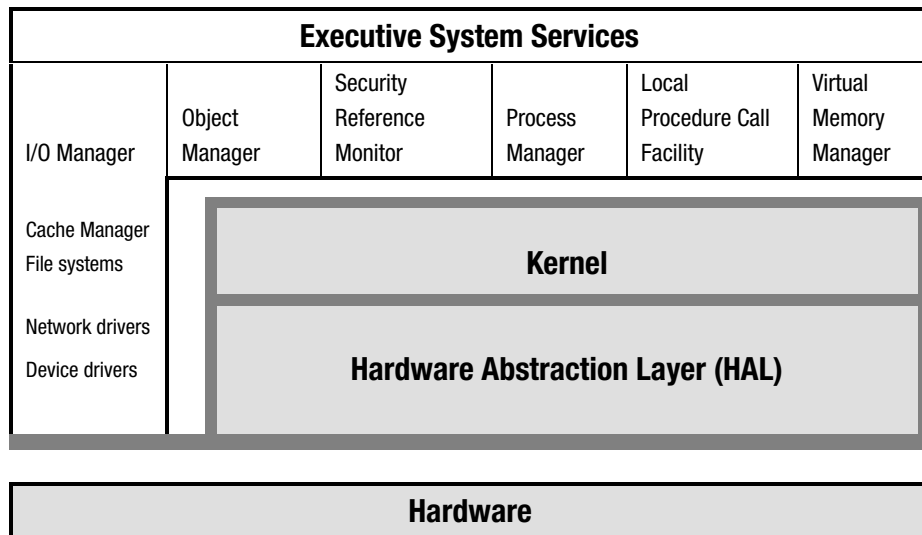 Executive System Services
I/O Manager
Object
Manager
Security
Reference
Monitor
Process
Manager
Local
Procedure Call
Facility
Virtual
Memory
Manager
Cache Manager
File systems
Network drivers
Device drivers
Kernel
Hardware Abstraction Layer (HAL)
Hardware